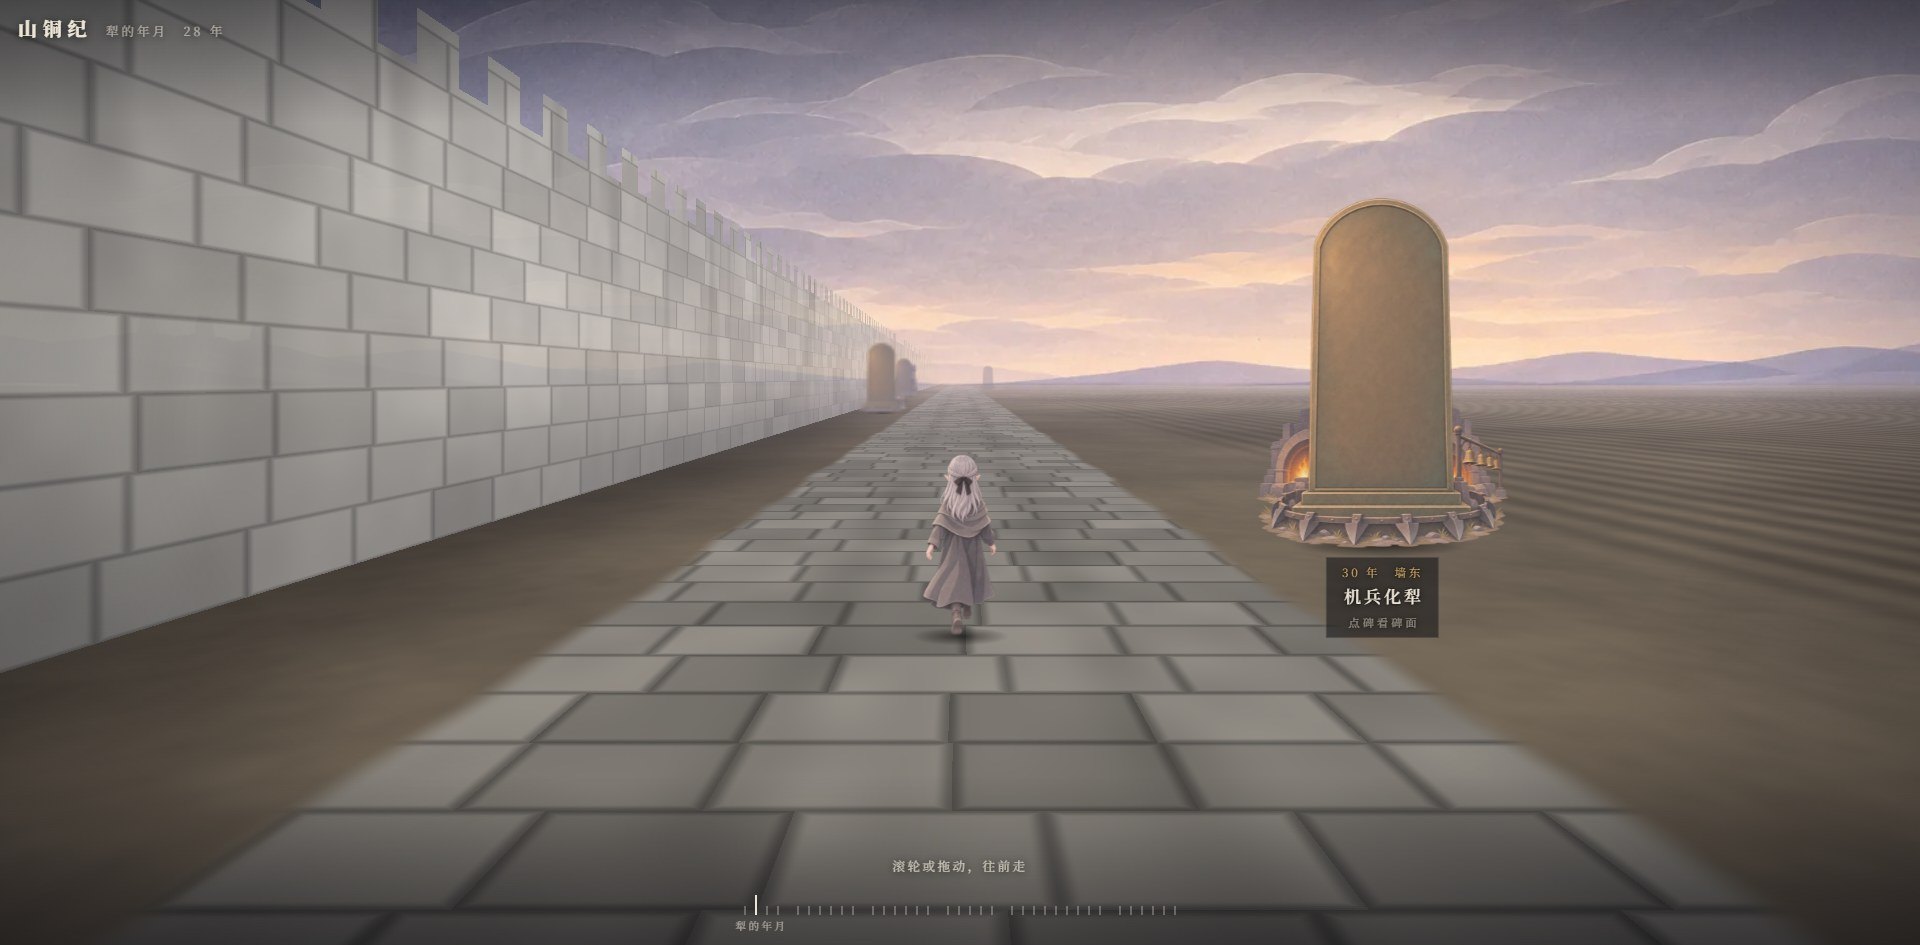 山铜纪 犁的年月 28 年
30 年 墙东
机兵化犁
点碑看碑面
滚轮或拖动，往前走
犁的年月